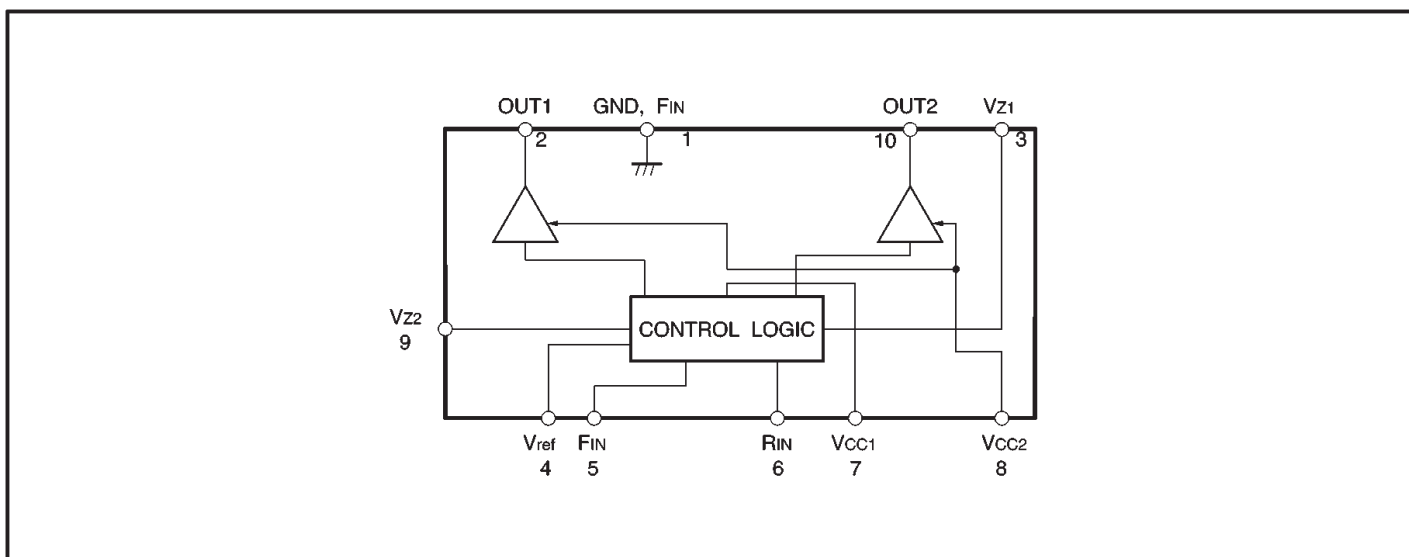 OUT1 GND, FIN OUT2 VZ1
2 1 10 3
VZ2
9
CONTROL LOGIC
Vref FIN RIN VCC1 VCC2
4 5 6 7 8